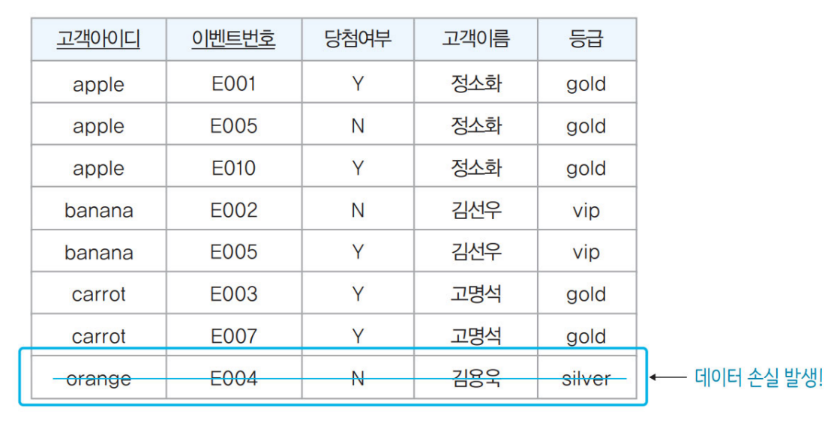 고객아이디 이벤트번호 당첨여부 고객이름 등급
apple E001 Y 정소화 gold
apple E005 N 정소화 gold
apple E010 Y 정소화 gold
banana E002 N 김선우 vip
banana E005 Y 김선우 vip
carrot E003 Y 고명석 gold
carrot E007 Y 고명석 gold
orange E004 N 김용욱 silver
데이터 손실 발생!